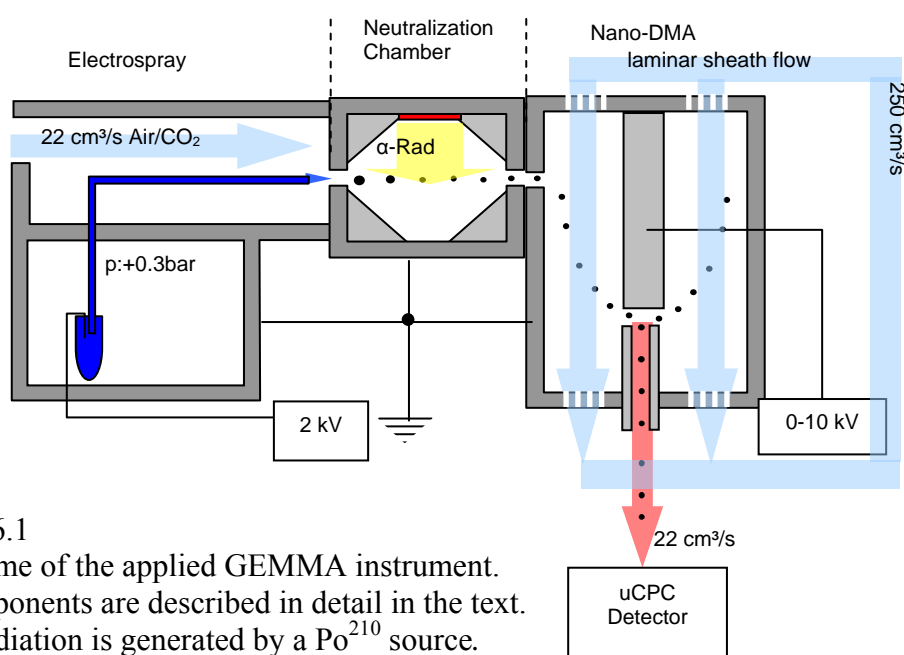 Electrospray
Neutralization
Chamber
Nano-DMA
laminar sheath flow
250 cm³/s
22 cm³/s Air/CO₂
α-Rad
p:+0.3bar
2 kV
0-10 kV
22 cm³/s
uCPC
Detector
6.1
me of the applied GEMMA instrument.
ponents are described in detail in the text.
diation is generated by a Po²¹⁰ source.